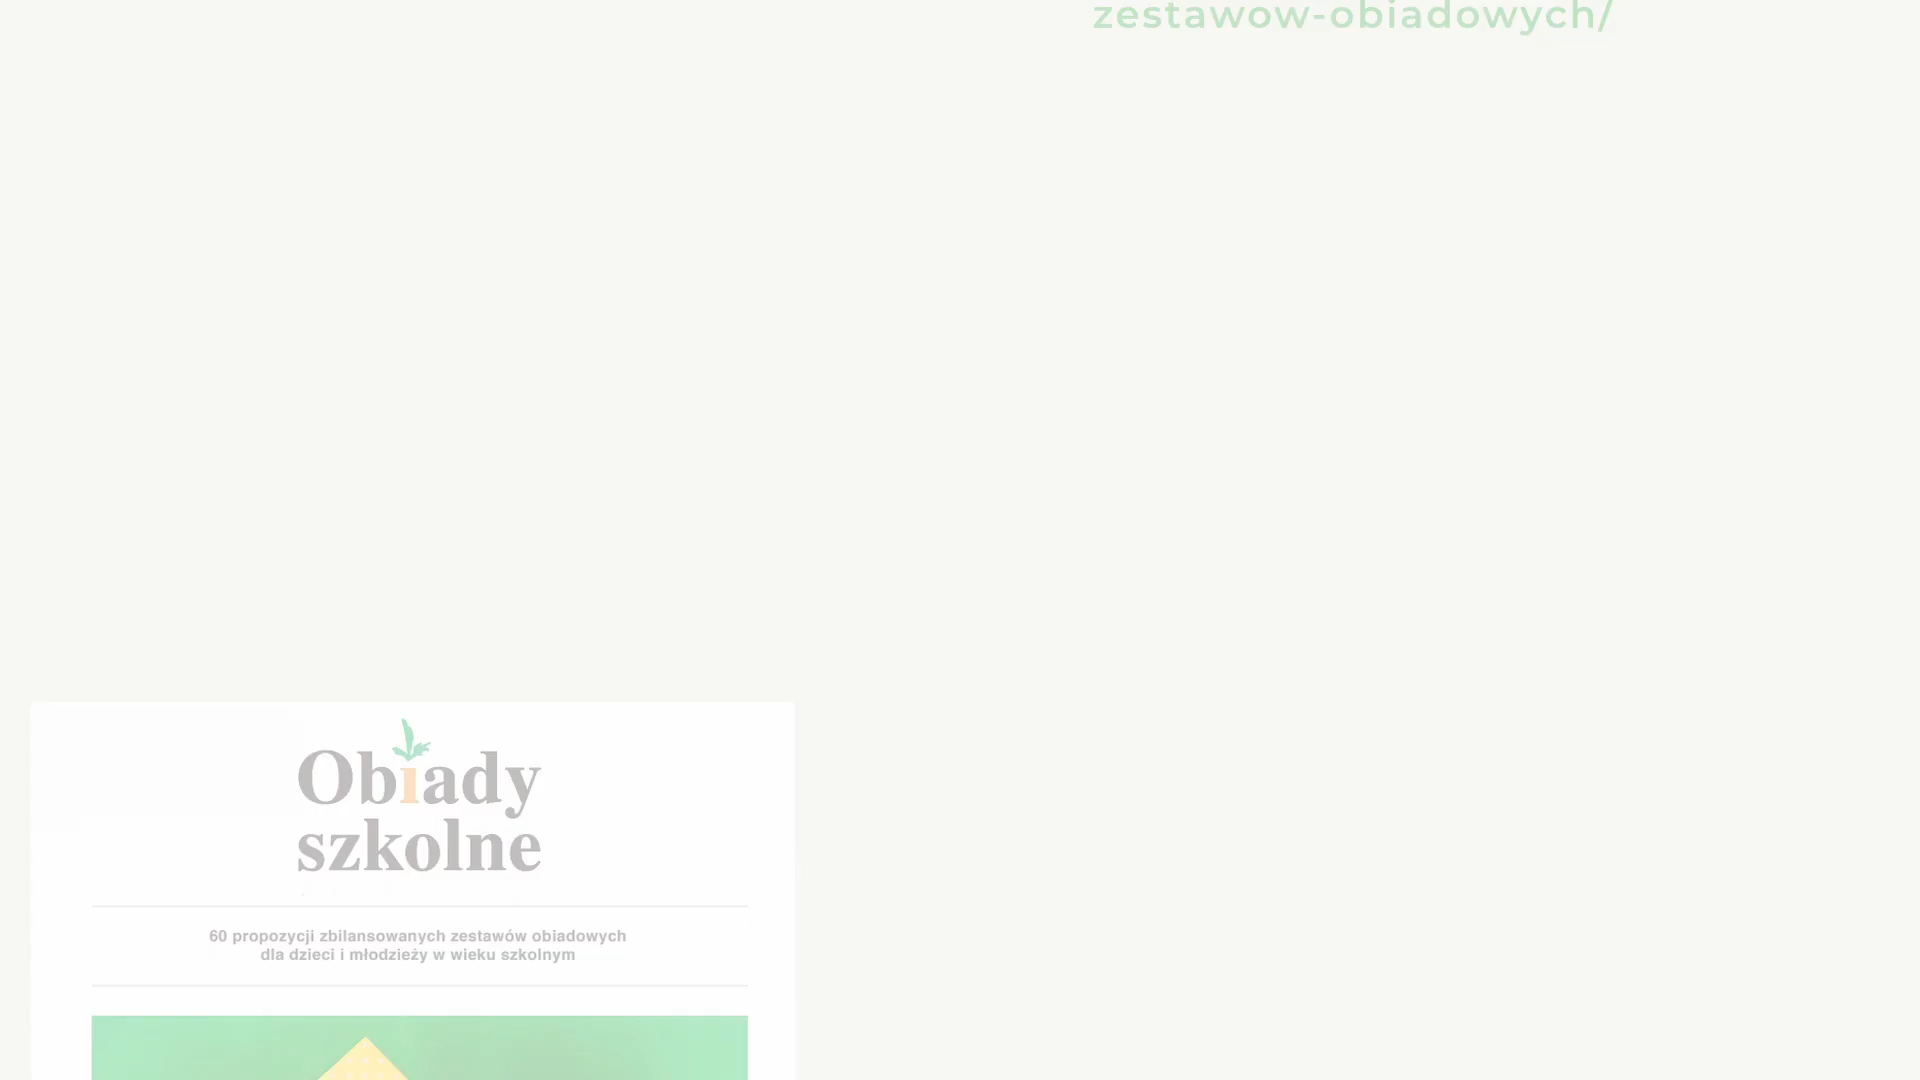 zestawow-obiadowych/
Obiady
szkolne
60 propozycji zbilansowanych zestawów obiadowych
dla dzieci i młodzieży w wieku szkolnym